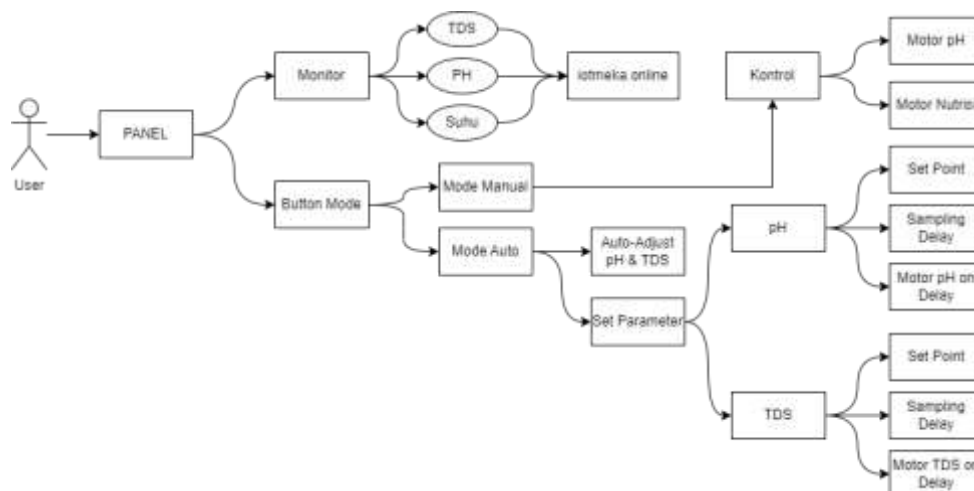 TDS
Motor pH
Monitor
PH
iotmeka online
Kontrol
Suhu
Motor Nutrisi
PANEL
User
Button Mode
Mode Manual
Set Point
Mode Auto
Auto-Adjust
pH & TDS
pH
Sampling
Delay
Motor pH on
Delay
Set Parameter
Set Point
TDS
Sampling
Delay
Motor TDS on
Delay